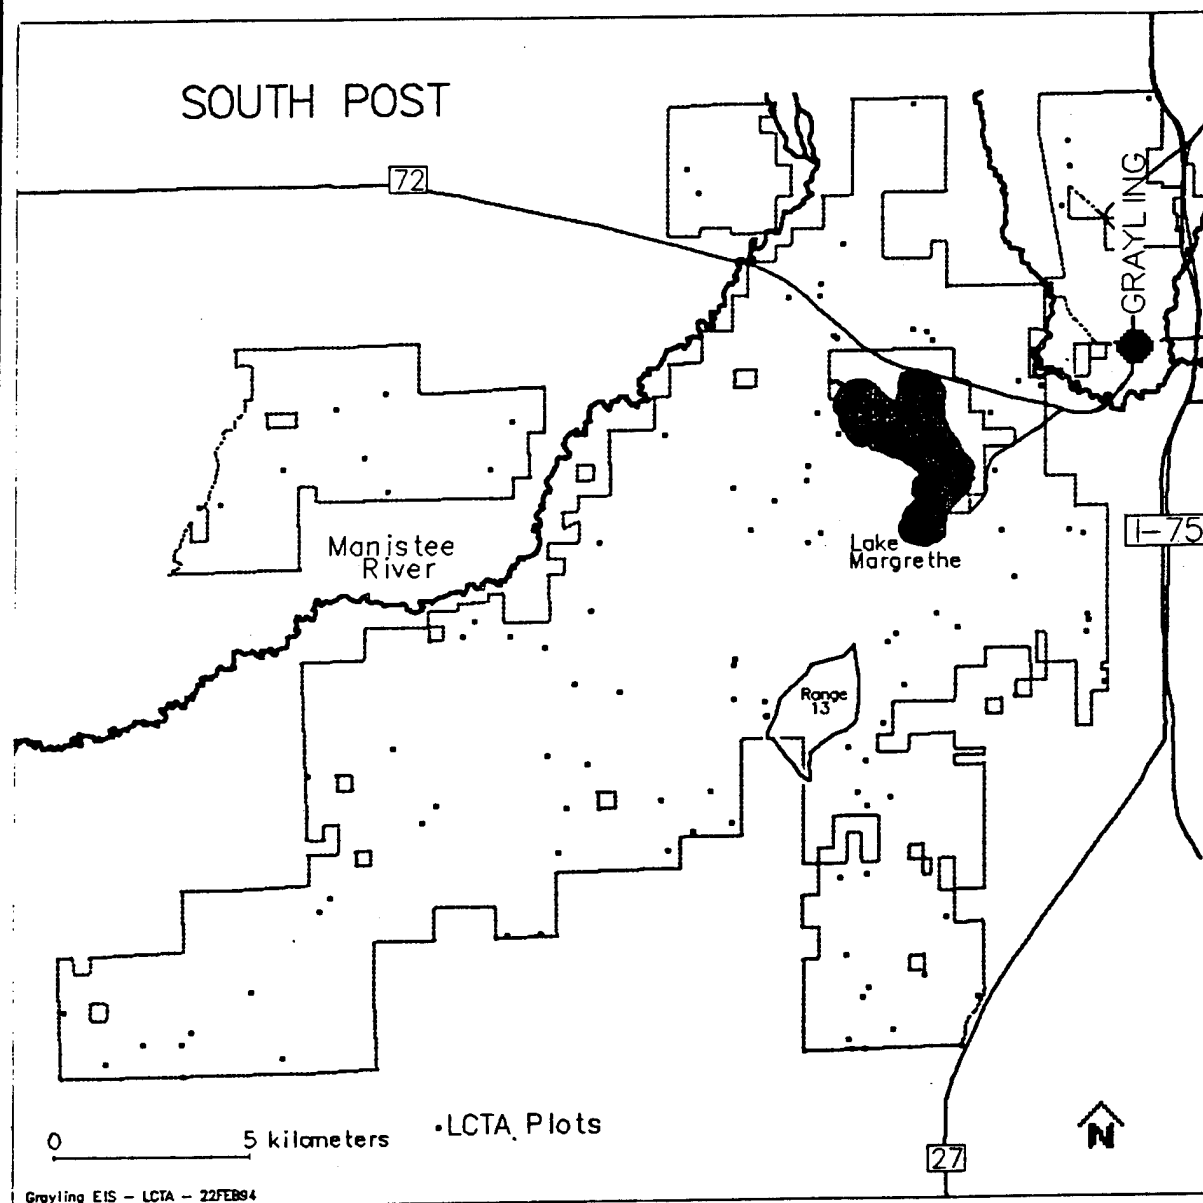 SOUTH POST
72
GRAYLING
I-75
Manistee
River
Lake
Margrethe
Range
13
0 5 kilometers
•LCTA Plots
N
27
Grayling EIS - LCTA - 22FEB94